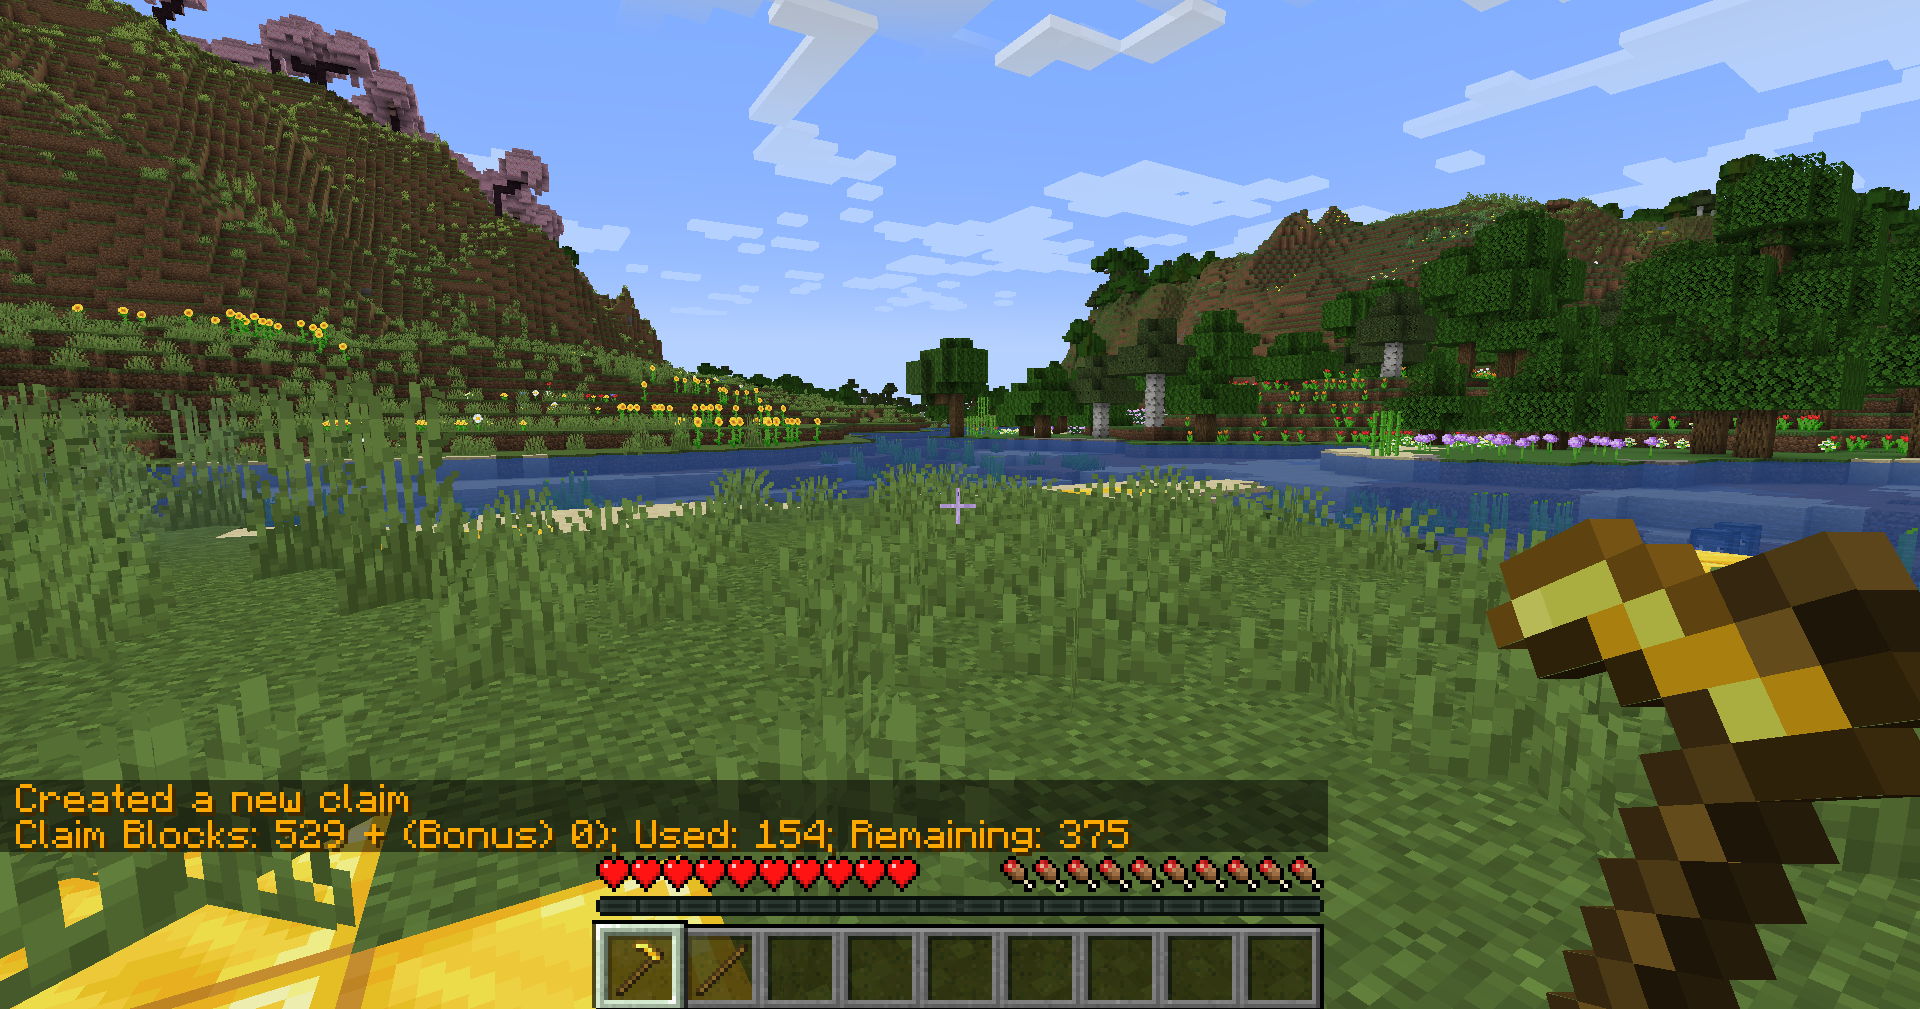 Created a new claim
Claim Blocks: 529 + (Bonus) 0); Used: 154; Remaining: 375